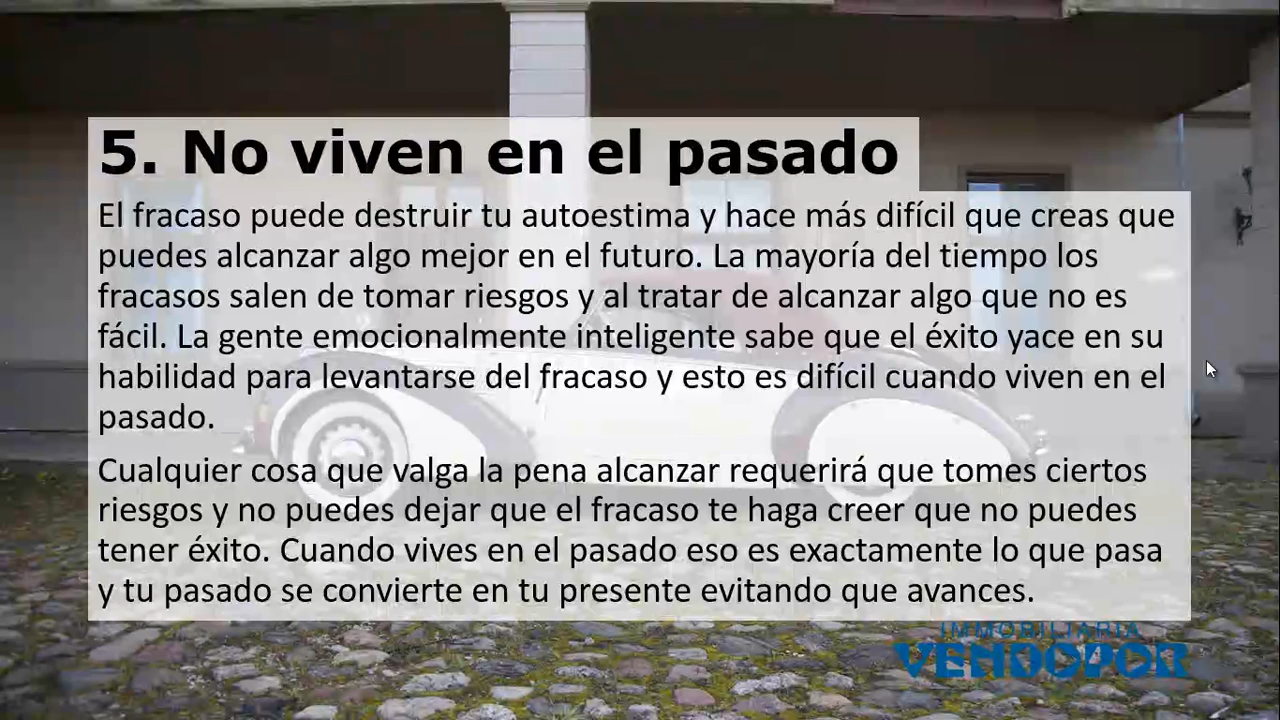 5. No viven en el pasado
El fracaso puede destruir tu autoestima y hace más difícil que creas que
puedes alcanzar algo mejor en el futuro. La mayoría del tiempo los
fracasos salen de tomar riesgos y al tratar de alcanzar algo que no es
fácil. La gente emocionalmente inteligente sabe que el éxito yace en su
habilidad para levantarse del fracaso y esto es difícil cuando viven en el
pasado.
Cualquier cosa que valga la pena alcanzar requerirá que tomes ciertos
riesgos y no puedes dejar que el fracaso te haga creer que no puedes
tener éxito. Cuando vives en el pasado eso es exactamente lo que pasa
y tu pasado se convierte en tu presente evitando que avances.
IMMOBILIARIA
VENDOPOR